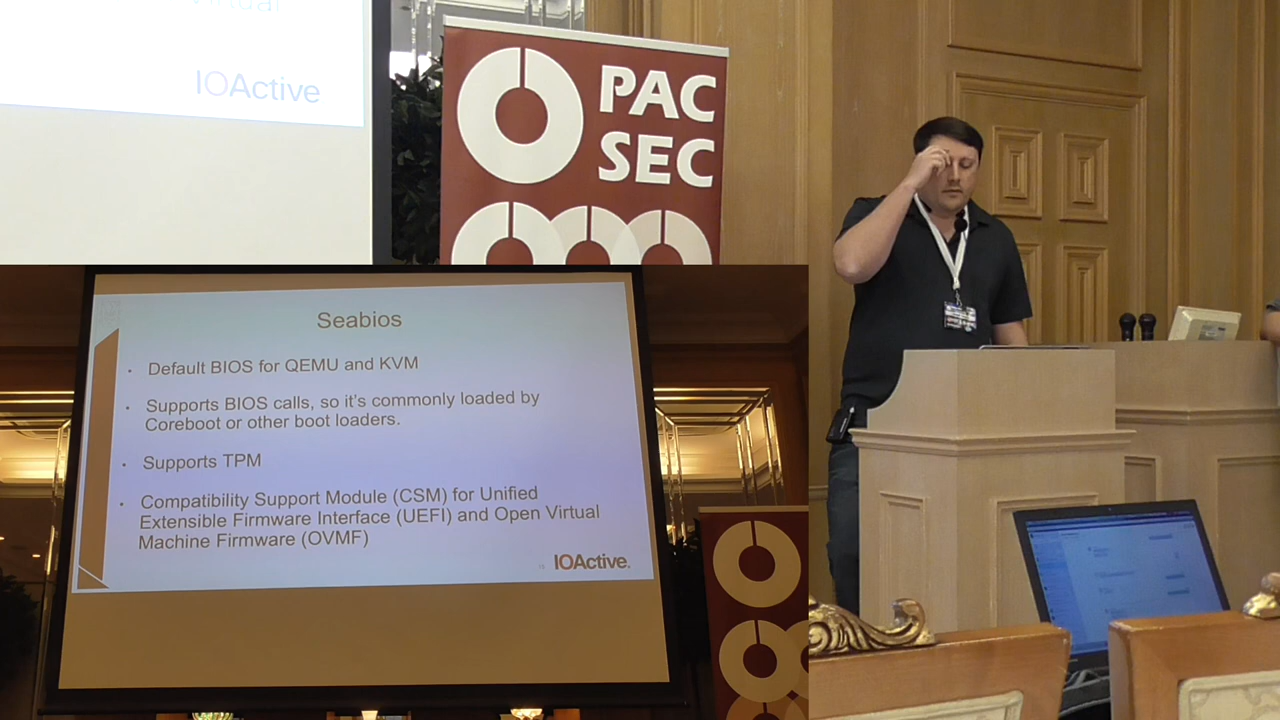 IOActive
PAC
SEC
Seabios
• Default BIOS for QEMU and KVM
• Supports BIOS calls, so it's commonly loaded by
Coreboot or other boot loaders.
• Supports TPM
• Compatibility Support Module (CSM) for Unified
Extensible Firmware Interface (UEFI) and Open Virtual
Machine Firmware (OVMF)
IOActive.